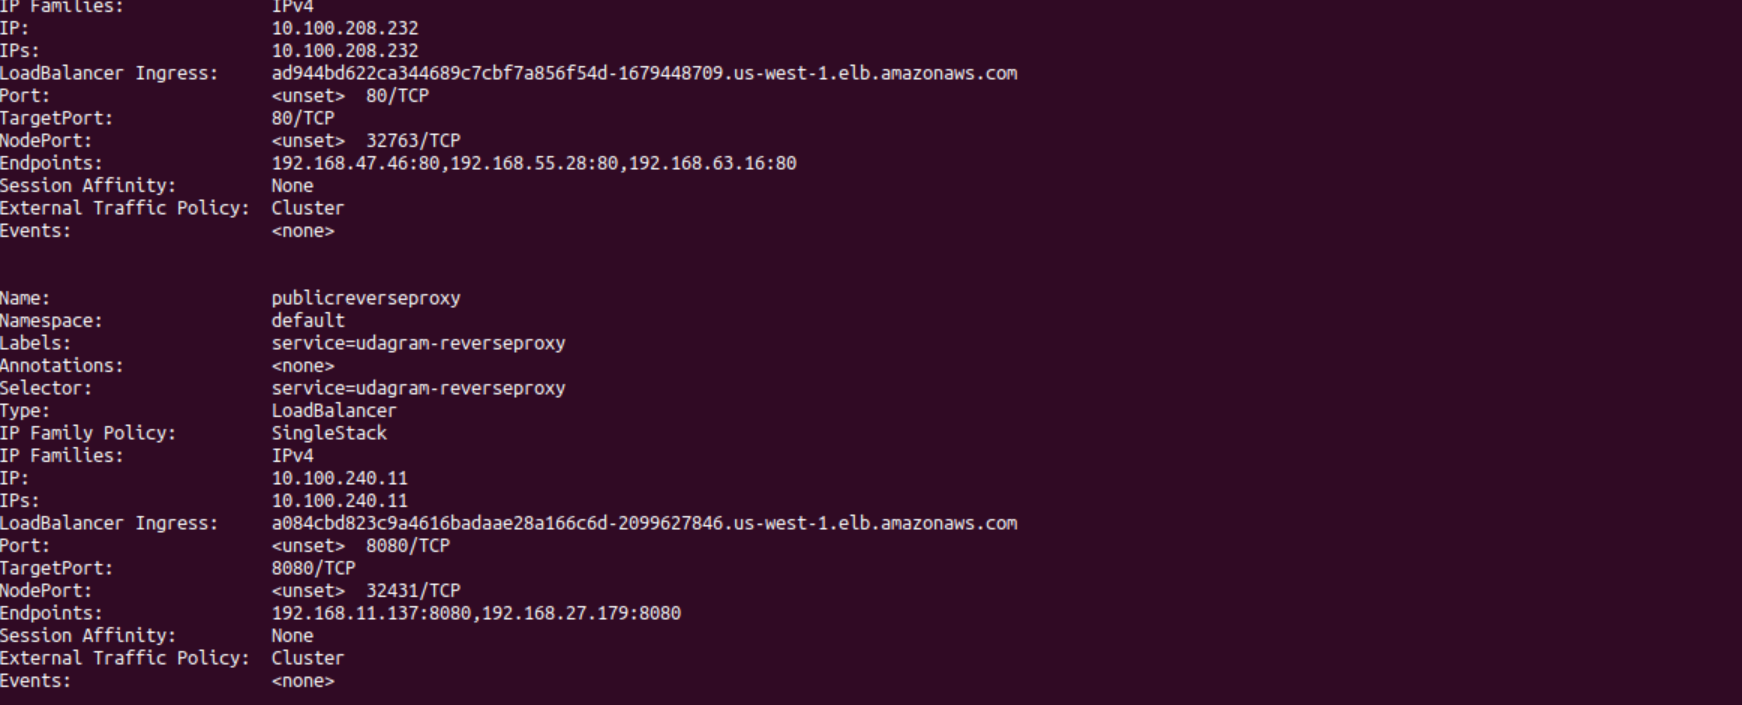 IP Families:             IPv4
IP:                      10.100.208.232
IPs:                     10.100.208.232
LoadBalancer Ingress:    ad944bd622ca344689c7cbf7a856f54d-1679448709.us-west-1.elb.amazonaws.com
Port:                    <unset>  80/TCP
TargetPort:              80/TCP
NodePort:                <unset>  32763/TCP
Endpoints:               192.168.47.46:80,192.168.55.28:80,192.168.63.16:80
Session Affinity:        None
External Traffic Policy:  Cluster
Events:                  <none>
Name:                    publicreverseproxy
Namespace:               default
Labels:                  service=udagram-reverseproxy
Annotations:             <none>
Selector:                service=udagram-reverseproxy
Type:                    LoadBalancer
IP Family Policy:        SingleStack
IP Families:             IPv4
IP:                      10.100.240.11
IPs:                     10.100.240.11
LoadBalancer Ingress:    a084cbd823c9a4616badaae28a166c6d-2099627846.us-west-1.elb.amazonaws.com
Port:                    <unset>  8080/TCP
TargetPort:              8080/TCP
NodePort:                <unset>  32431/TCP
Endpoints:               192.168.11.137:8080,192.168.27.179:8080
Session Affinity:        None
External Traffic Policy:  Cluster
Events:                  <none>